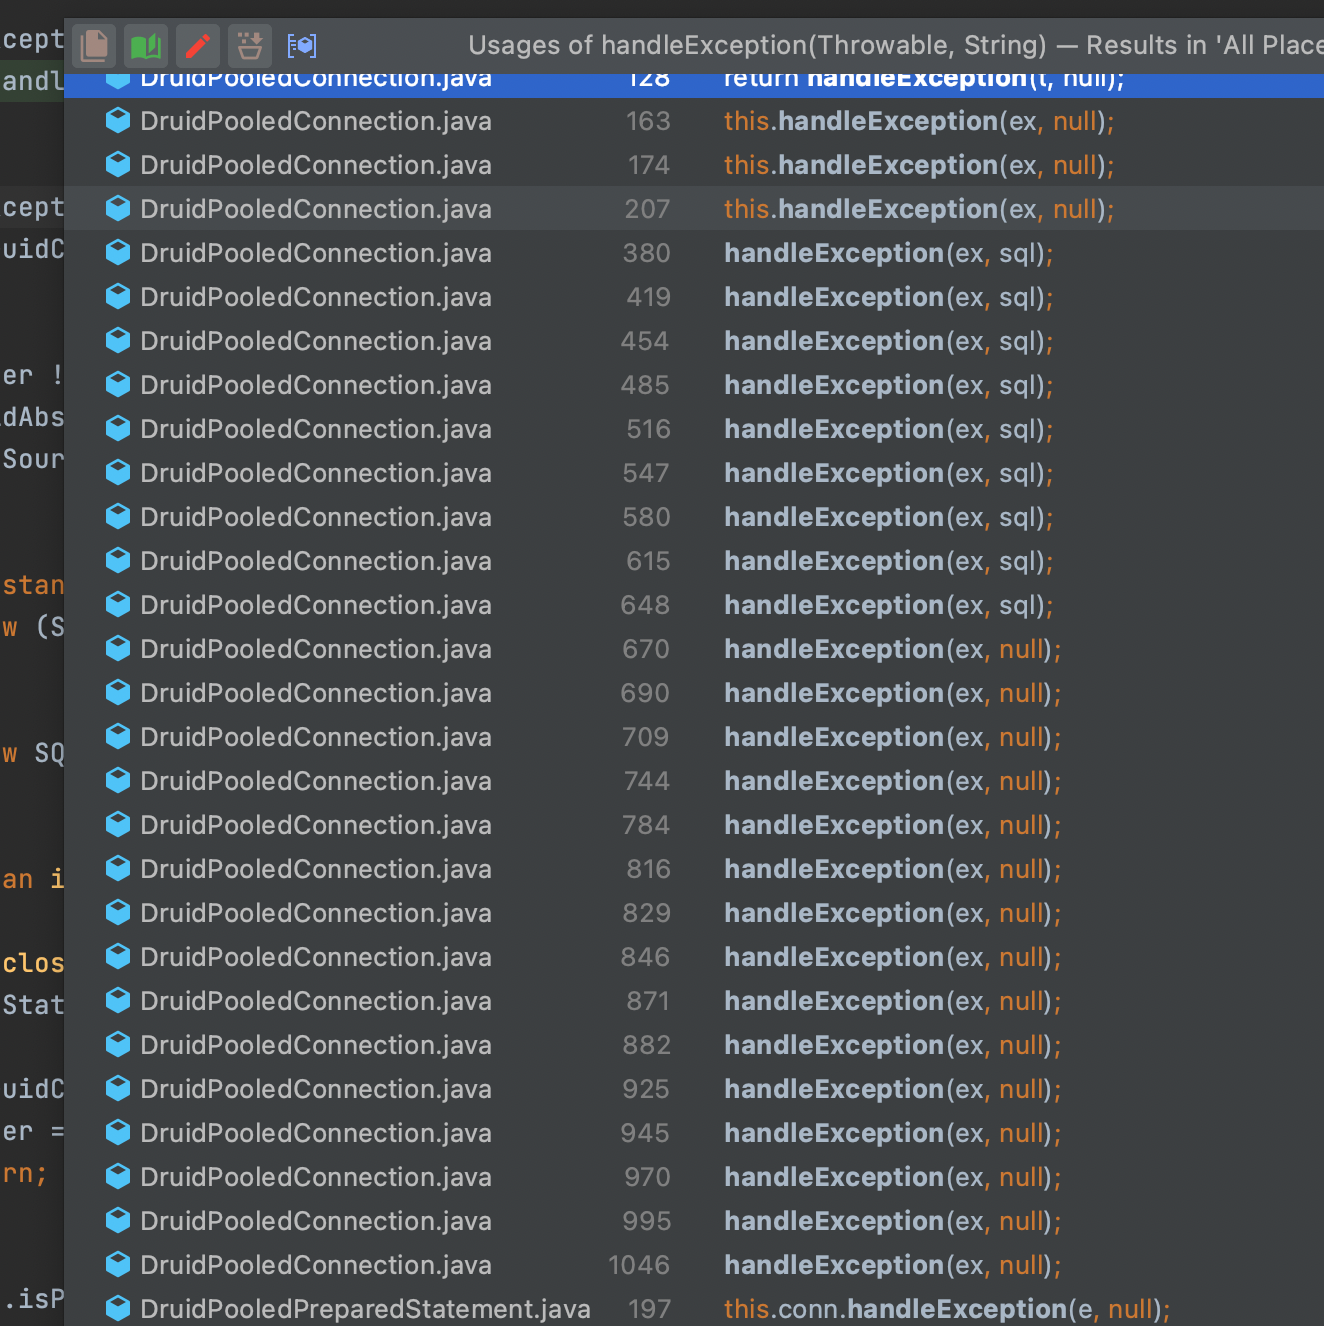 cept
Usages of handleException(Throwable, String) — Results in 'All Place
andl
DruidPooledConnection.java 128 return handleException(t, null);
DruidPooledConnection.java 163 this.handleException(ex, null);
DruidPooledConnection.java 174 this.handleException(ex, null);
cept DruidPooledConnection.java 207 this.handleException(ex, null);
uidC DruidPooledConnection.java 380 handleException(ex, sql);
DruidPooledConnection.java 419 handleException(ex, sql);
DruidPooledConnection.java 454 handleException(ex, sql);
er ! DruidPooledConnection.java 485 handleException(ex, sql);
dAbs DruidPooledConnection.java 516 handleException(ex, sql);
Sour DruidPooledConnection.java 547 handleException(ex, sql);
DruidPooledConnection.java 580 handleException(ex, sql);
DruidPooledConnection.java 615 handleException(ex, sql);
stan DruidPooledConnection.java 648 handleException(ex, sql);
w (S DruidPooledConnection.java 670 handleException(ex, null);
DruidPooledConnection.java 690 handleException(ex, null);
w SQ DruidPooledConnection.java 709 handleException(ex, null);
DruidPooledConnection.java 744 handleException(ex, null);
DruidPooledConnection.java 784 handleException(ex, null);
an i DruidPooledConnection.java 816 handleException(ex, null);
DruidPooledConnection.java 829 handleException(ex, null);
clos DruidPooledConnection.java 846 handleException(ex, null);
Stat DruidPooledConnection.java 871 handleException(ex, null);
DruidPooledConnection.java 882 handleException(ex, null);
uidC DruidPooledConnection.java 925 handleException(ex, null);
er = DruidPooledConnection.java 945 handleException(ex, null);
rn; DruidPooledConnection.java 970 handleException(ex, null);
DruidPooledConnection.java 995 handleException(ex, null);
DruidPooledConnection.java 1046 handleException(ex, null);
.isP DruidPooledPreparedStatement.java 197 this.conn.handleException(e, null);